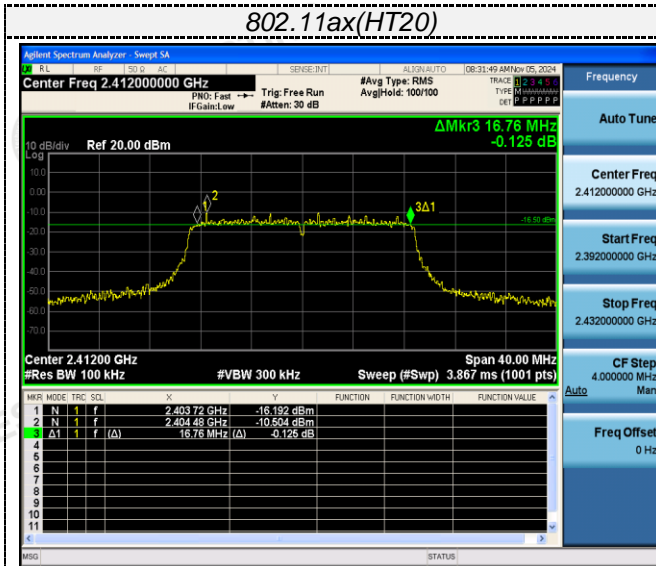 802.11ax(HT20)
Agilent Spectrum Analyzer - Swept SA
RL RF 50 Ω AC SENSE:INT ALIGNAUTO 08:31:49 AM Nov 05, 2024
Center Freq 2.412000000 GHz #Avg Type: RMS TRACE 1 2 3 4 5 6
PNO: Fast Trig: Free Run Avg|Hold: 100/100 TYPE M
IFGain:Low #Atten: 30 dB DET P P P P P P
ΔMkr3 16.76 MHz
10 dB/div Ref 20.00 dBm -0.125 dB
Log
10.0
0.00
-10.0
-20.0
-30.0
-40.0
-50.0
-60.0
-70.0
1 2 3Δ1
-16.50 dBm
Center 2.41200 GHz Span 40.00 MHz
#Res BW 100 kHz #VBW 300 kHz Sweep (#Swp) 3.867 ms (1001 pts)
MKR MODE TRC SCL X Y FUNCTION FUNCTION WIDTH FUNCTION VALUE
1 N 1 f 2.403 72 GHz -16.192 dBm
2 N 1 f 2.404 48 GHz -10.504 dBm
3 Δ1 1 f (Δ) 16.76 MHz (Δ) -0.125 dB
4
5
6
7
8
9
10
11
MSG STATUS
Frequency
Auto Tune
Center Freq
2.412000000 GHz
Start Freq
2.392000000 GHz
Stop Freq
2.432000000 GHz
CF Step
4.000000 MHz
Auto Man
Freq Offset
0 Hz